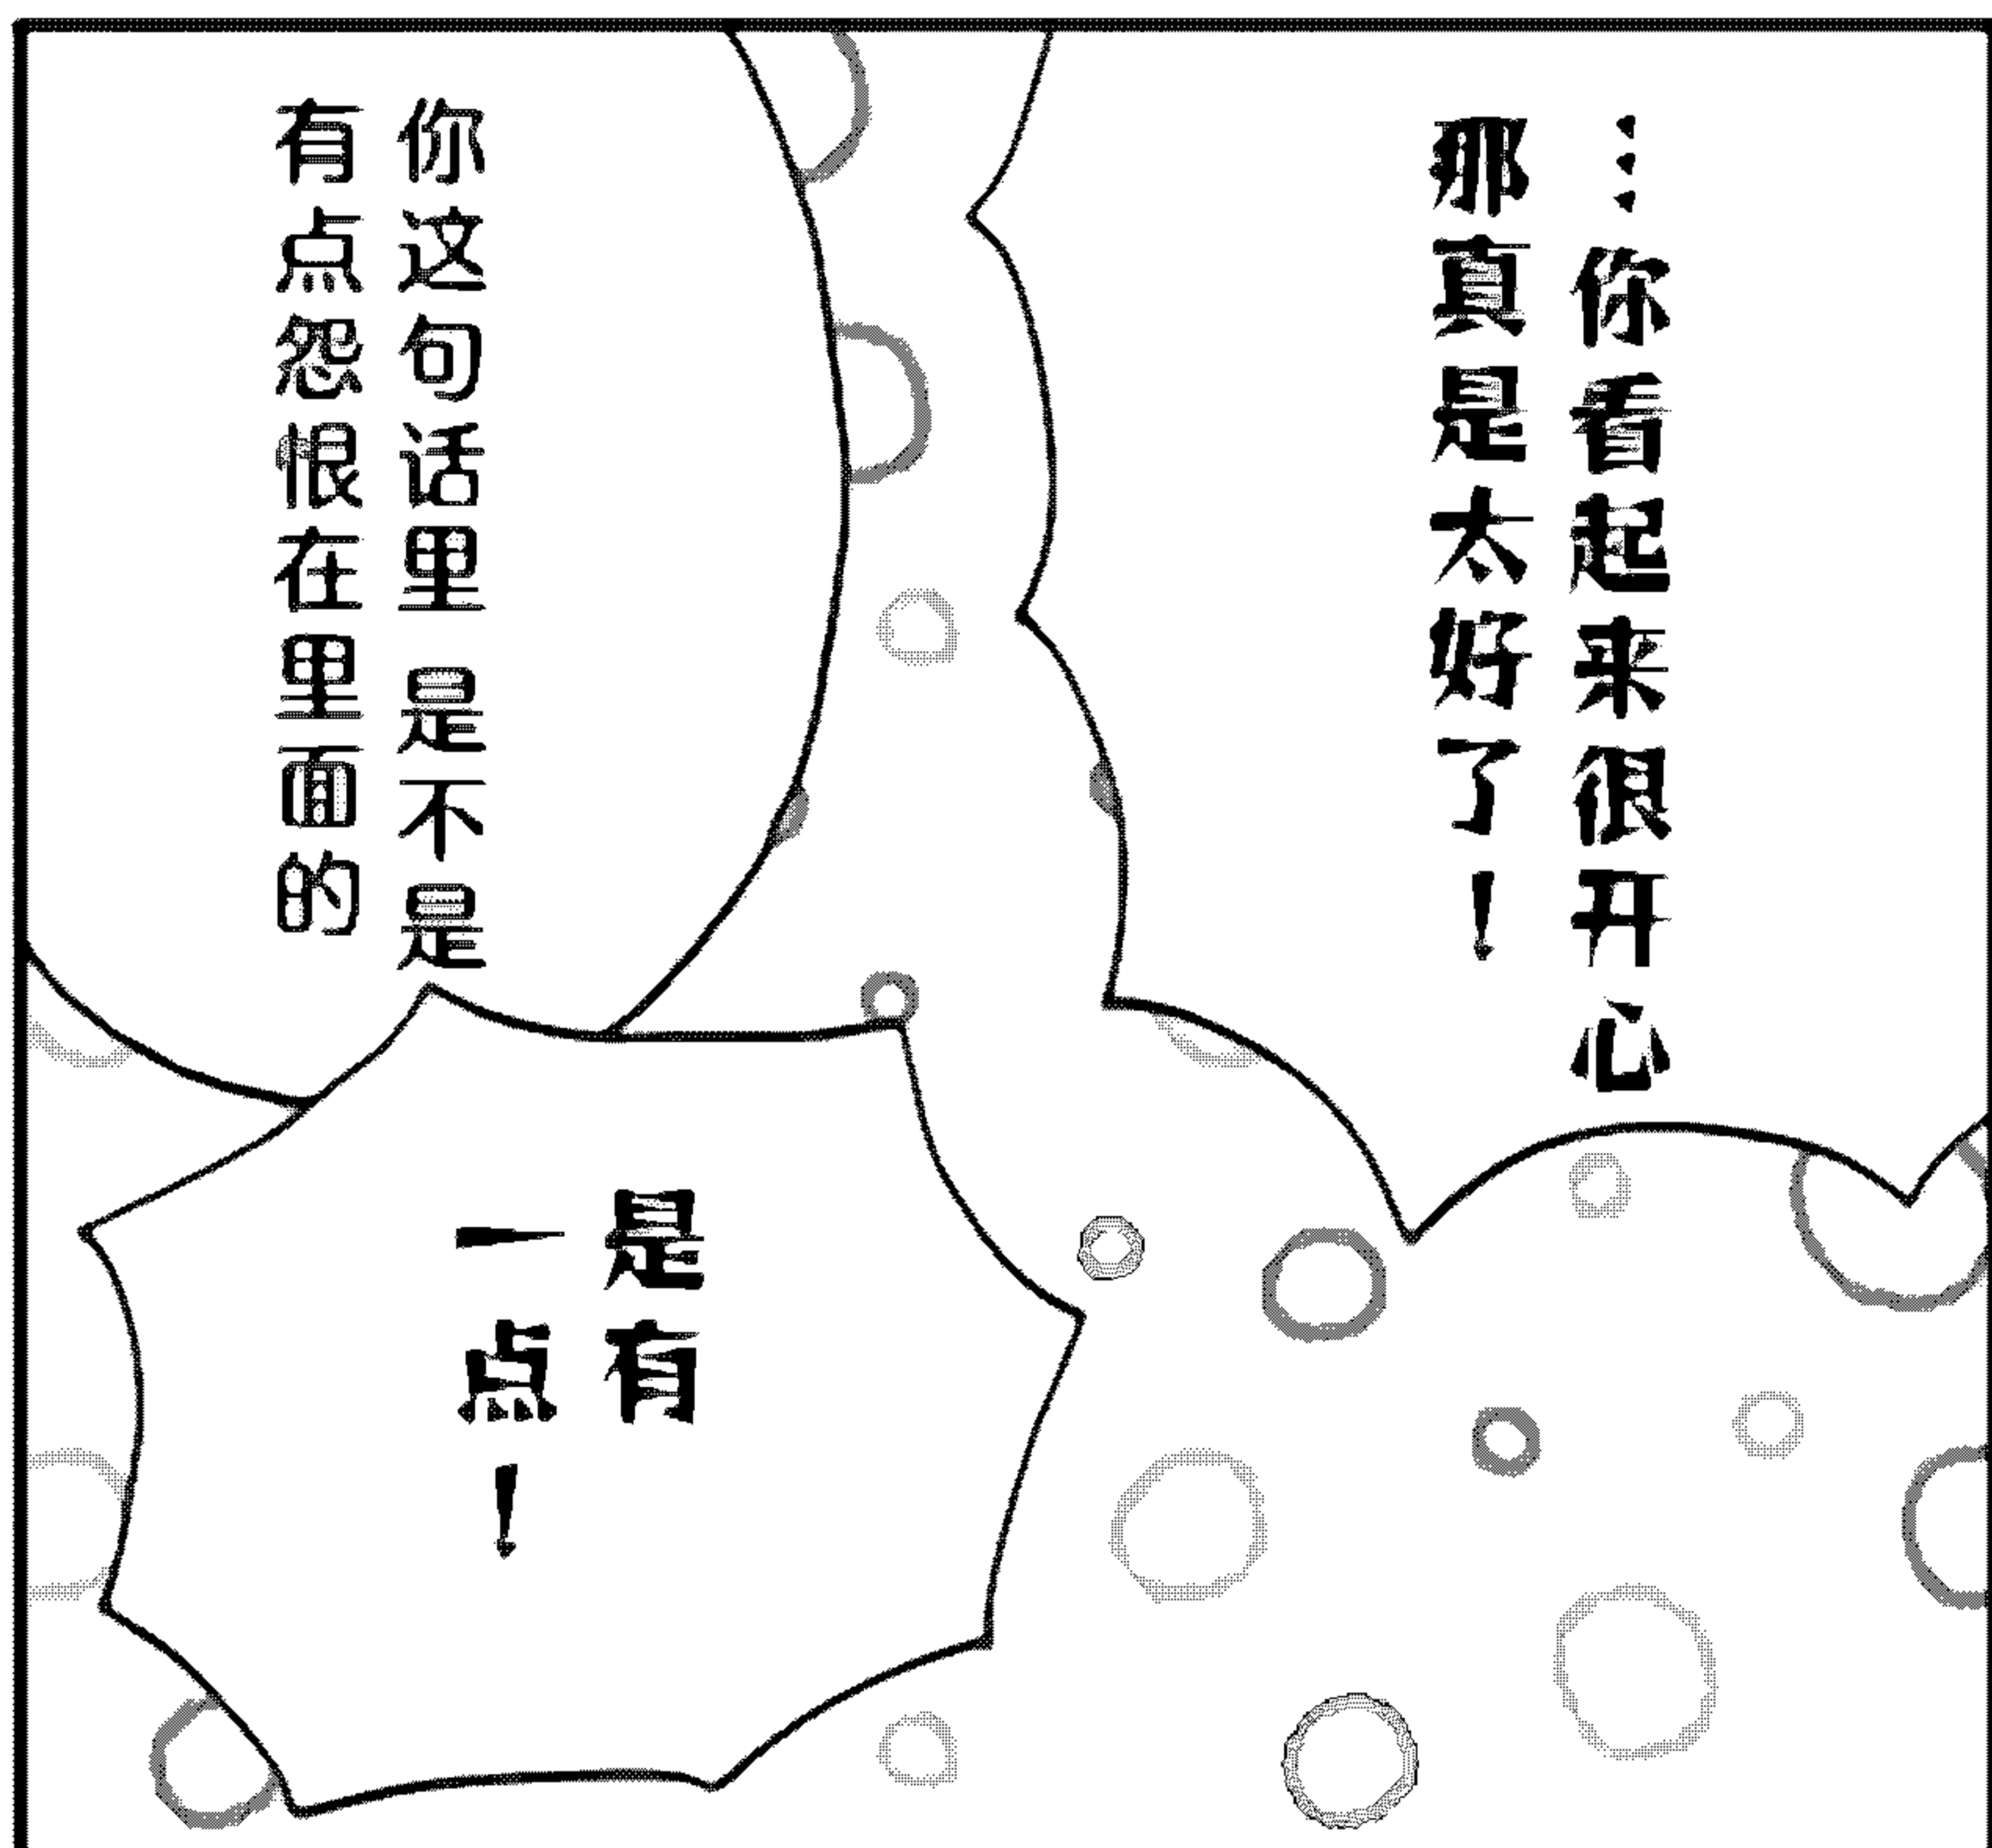 …你看起来很开心
那真是太好了！
你这句话里 是不是
有点怨恨在里面的
是有
一点！